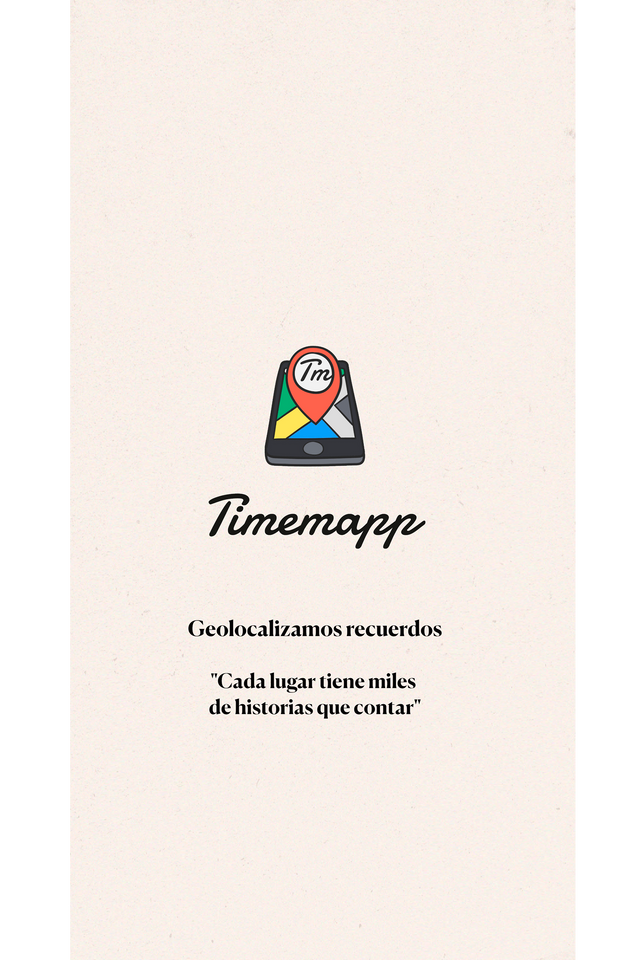 Tm
Timemapp
Geolocalizamos recuerdos
"Cada lugar tiene miles
de historias que contar"